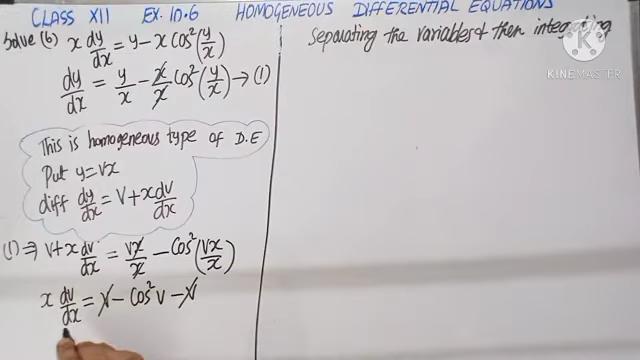 CLASS XII EX.10.6 HOMOGENEOUS DIFFERENTIAL EQUATIONS
Solve (6) x dy/dx = y - x Cos²(y/x)
dy/dx = y/x - x/x Cos²(y/x) → (1)
This is homogeneous type of D.E
Put y = vx
diff dy/dx = v + x dv/dx
(1) ⇒ v + x dv/dx = vx/x - Cos²(vx/x)
x dv/dx = v - Cos²v - v
Separating the variables & then integrating
KINEMASTER